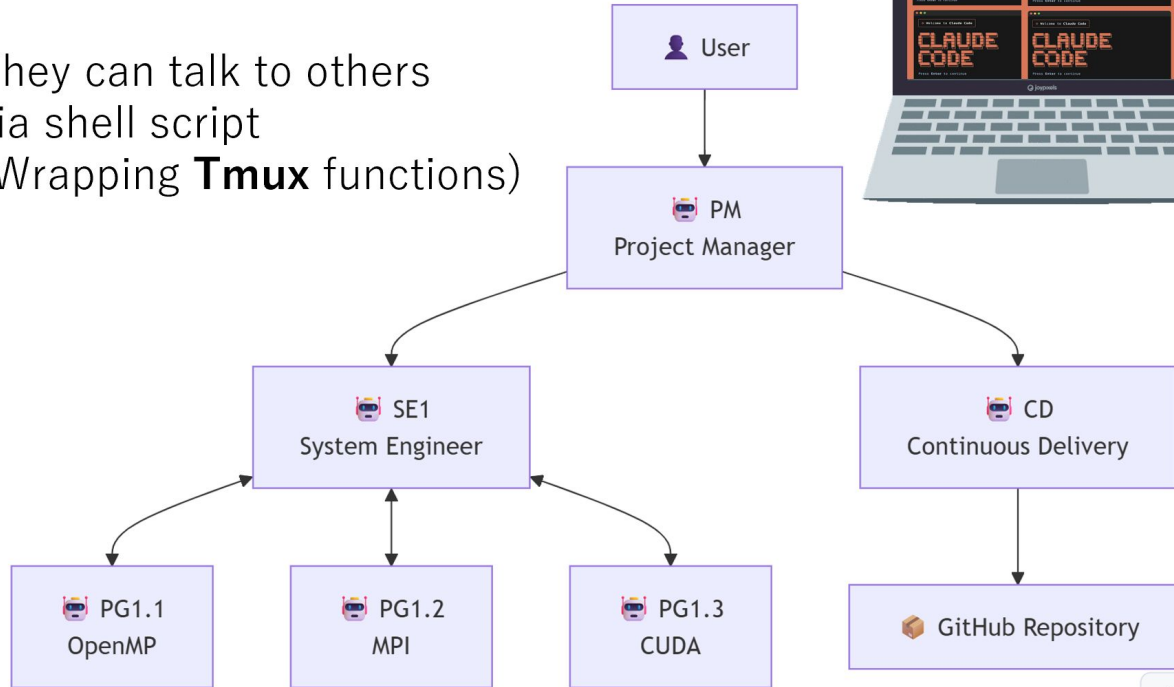 hey can talk to others
ia shell script
Wrapping Tmux functions)
User
CLAUDE
CODE
CLAUDE
CODE
PM
Project Manager
SE1
System Engineer
CD
Continuous Delivery
PG1.1
OpenMP
PG1.2
MPI
PG1.3
CUDA
GitHub Repository